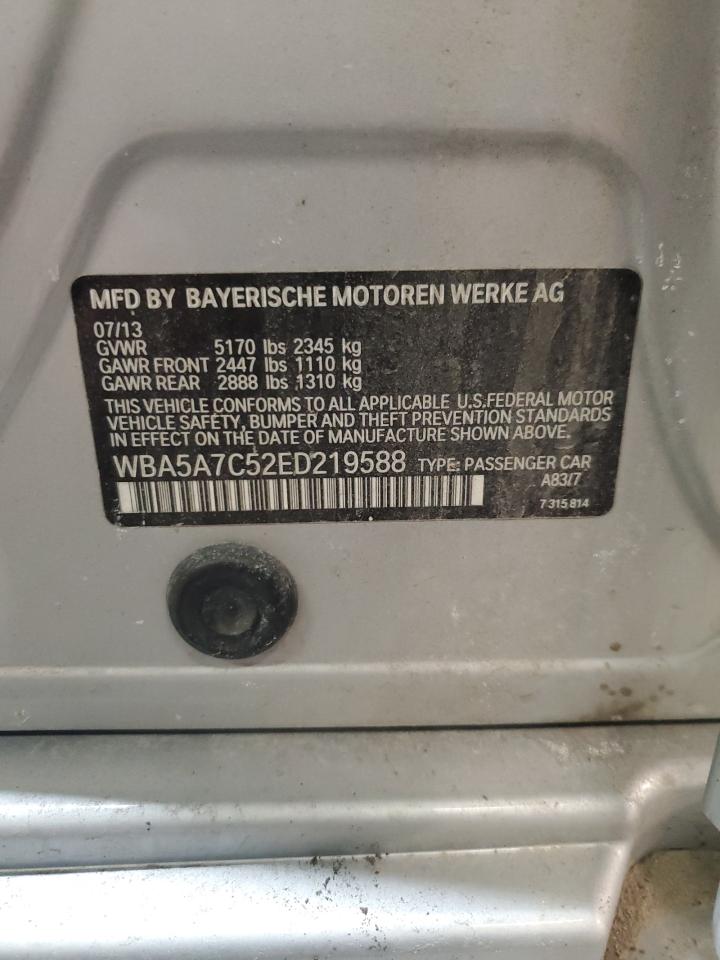 MFD BY BAYERISCHE MOTOREN WERKE AG
07/13
GVWR 5170 lbs 2345 kg
GAWR FRONT 2447 lbs 1110 kg
GAWR REAR 2888 lbs 1310 kg
THIS VEHICLE CONFORMS TO ALL APPLICABLE U.S.FEDERAL MOTOR
VEHICLE SAFETY, BUMPER AND THEFT PREVENTION STANDARDS
IN EFFECT ON THE DATE OF MANUFACTURE SHOWN ABOVE.
WBA5A7C52ED219588 TYPE: PASSENGER CAR
A83/7
7 315 814